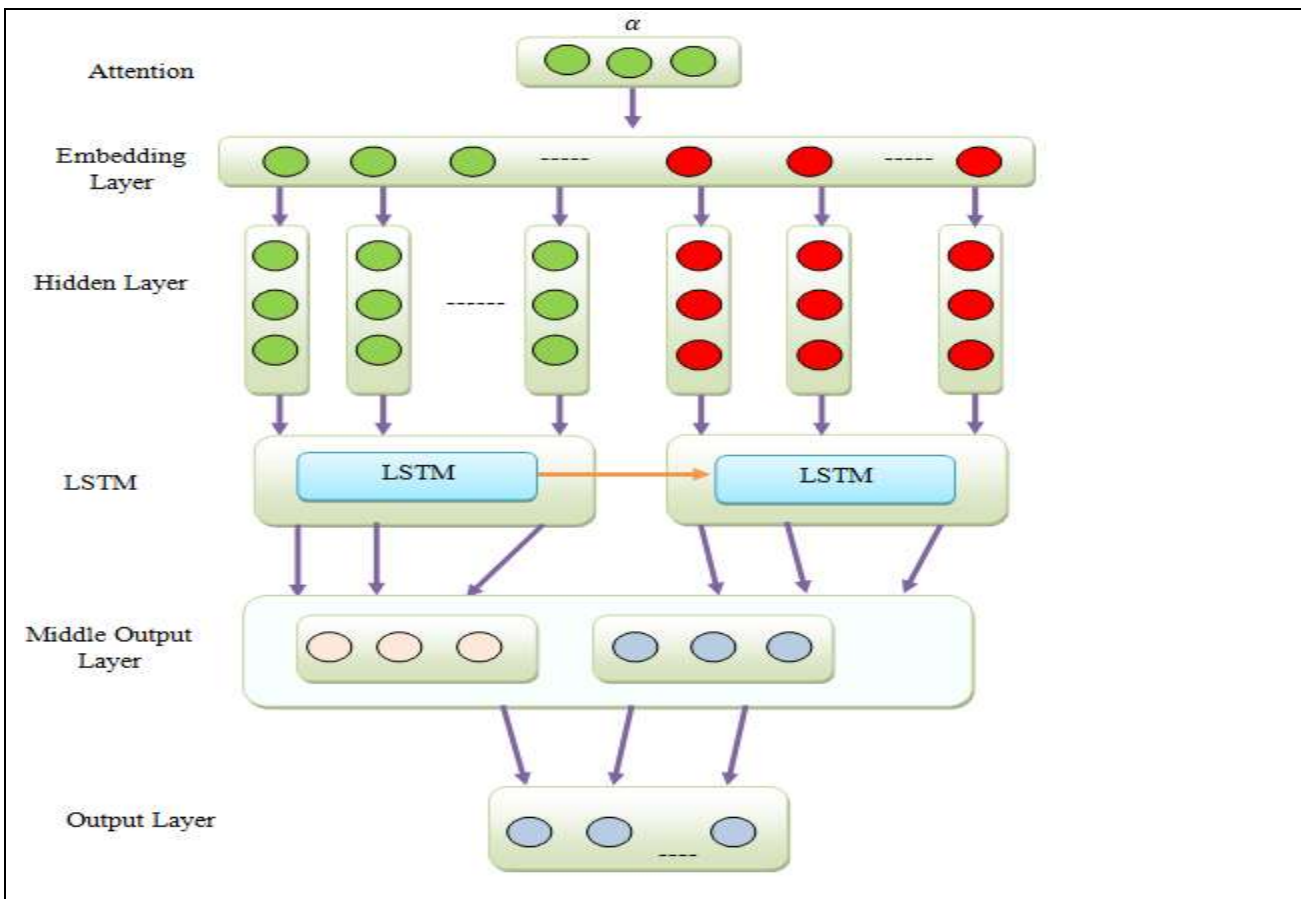 α
Attention
Embedding
Layer
-----
-----
Hidden Layer
------
LSTM
LSTM
LSTM
Middle Output
Layer
Output Layer
----